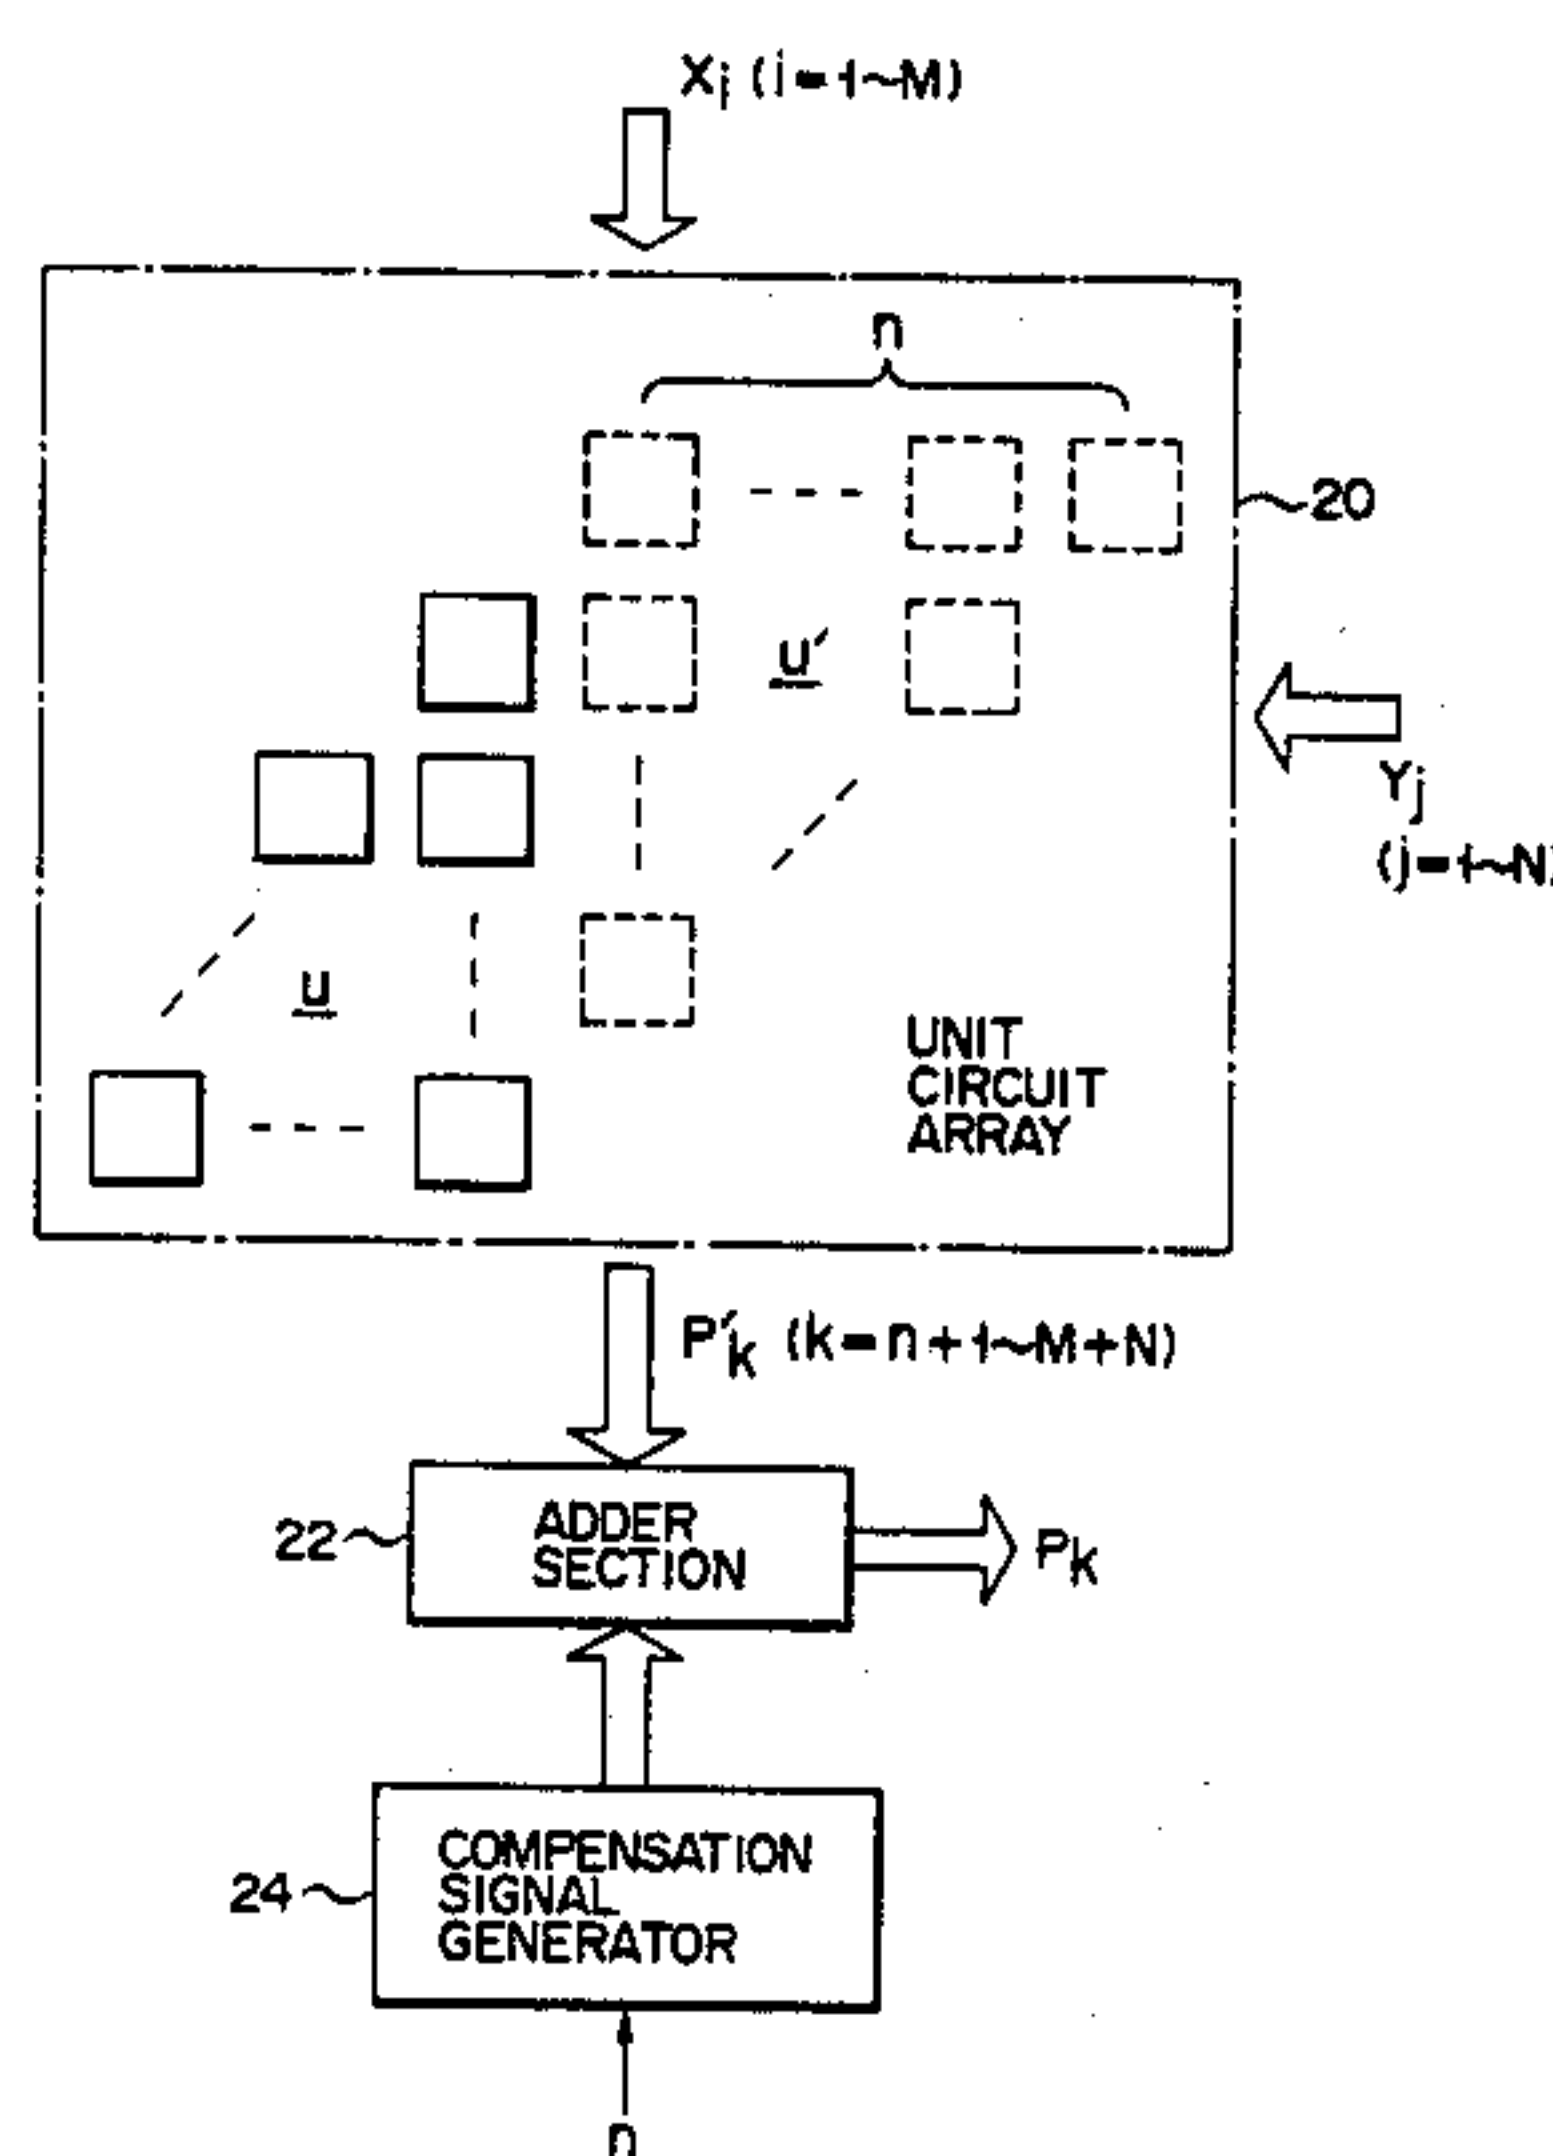 Xi (i=1~M)
n
20
u'
Yj
(j=1~N)
u
UNIT
CIRCUIT
ARRAY
P'k (k=n+1~M+N)
22
ADDER
SECTION
Pk
24
COMPENSATION
SIGNAL
GENERATOR
n